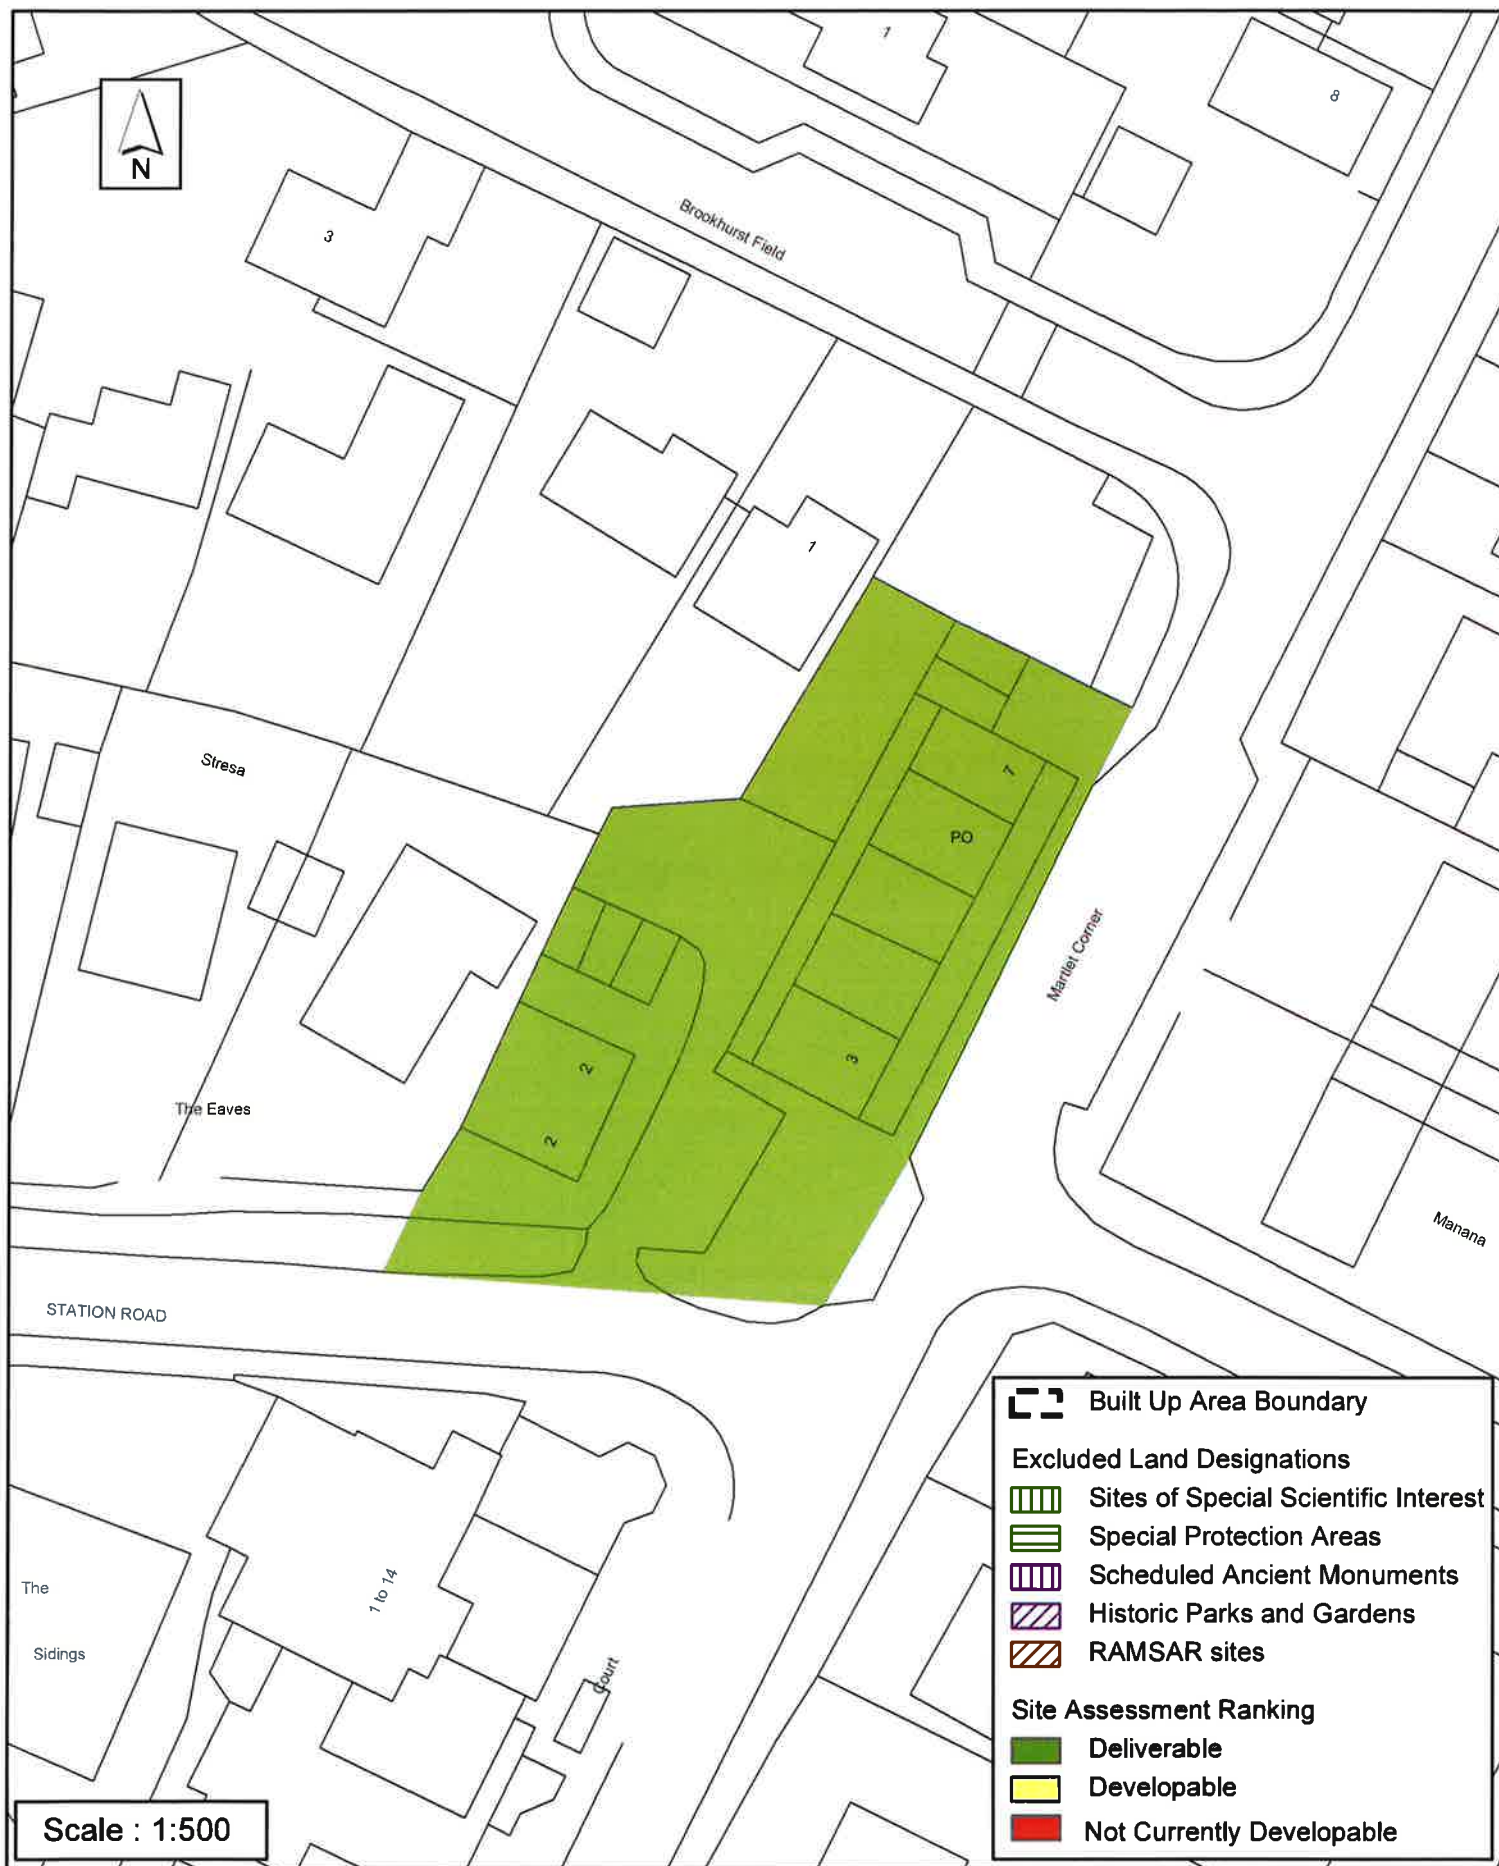 1
8
N
3
Brookhurst Field
1
Stresa
7
PO
Martlet Corner
3
2
2
The Eaves
Manana
STATION ROAD
1 to 14
The
Sidings
Court
Built Up Area Boundary
Excluded Land Designations
Sites of Special Scientific Interest
Special Protection Areas
Scheduled Ancient Monuments
Historic Parks and Gardens
RAMSAR sites
Site Assessment Ranking
Deliverable
Developable
Not Currently Developable
Scale : 1:500